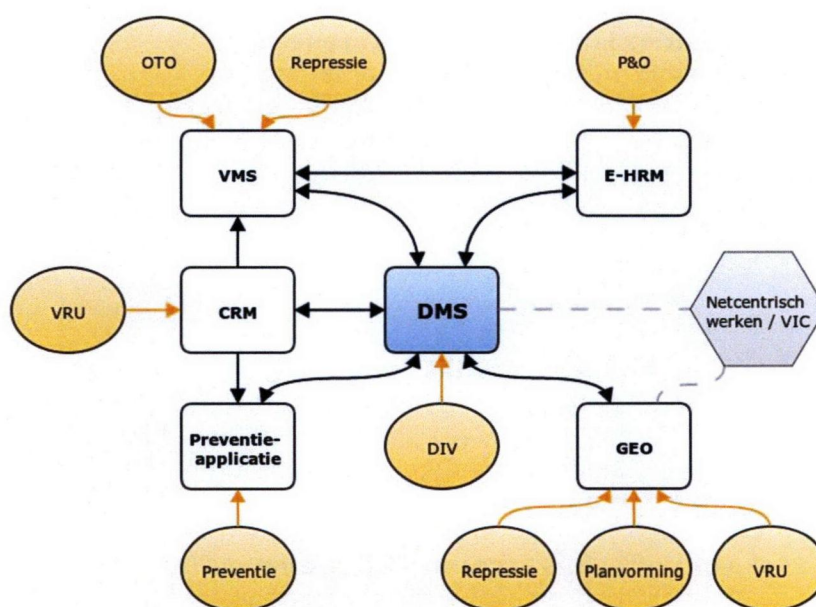 OTO
Repressie
P&O
VMS
E-HRM
VRU
CRM
DMS
Netcentrisch
werken / VIC
Preventie-
applicatie
DIV
GEO
Preventie
Repressie
Planvorming
VRU